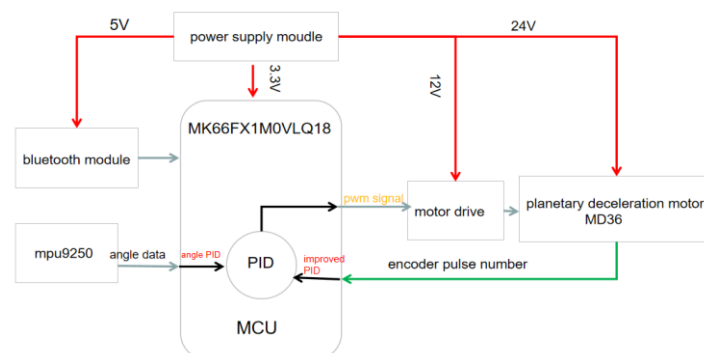 5V
power supply moudle
24V
3.3V
12V
MK66FX1M0VLQ18
bluetooth module
pwm signal
motor drive
planetary deceleration motor
MD36
mpu9250
angle data
angle PID
PID
improved
PID
encoder pulse number
MCU